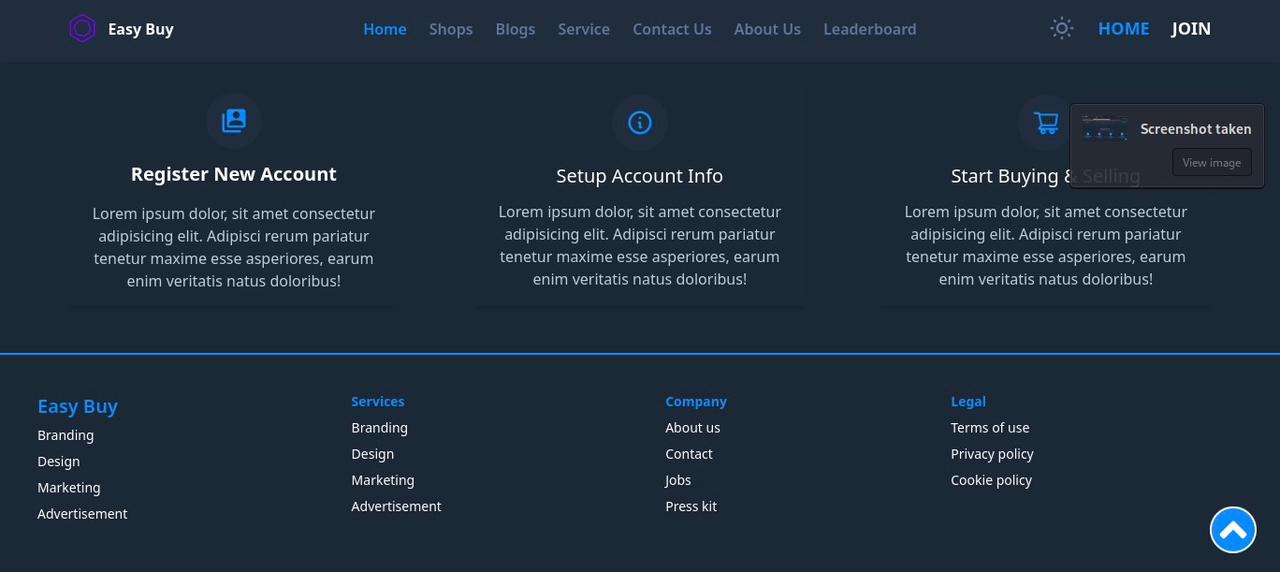 Easy Buy
Home Shops Blogs Service Contact Us About Us Leaderboard
HOME JOIN
Screenshot taken
View image
Register New Account
Lorem ipsum dolor, sit amet consectetur
adipisicing elit. Adipisci rerum pariatur
tenetur maxime esse asperiores, earum
enim veritatis natus doloribus!
Setup Account Info
Lorem ipsum dolor, sit amet consectetur
adipisicing elit. Adipisci rerum pariatur
tenetur maxime esse asperiores, earum
enim veritatis natus doloribus!
Start Buying & Selling
Lorem ipsum dolor, sit amet consectetur
adipisicing elit. Adipisci rerum pariatur
tenetur maxime esse asperiores, earum
enim veritatis natus doloribus!
Easy Buy
Branding
Design
Marketing
Advertisement
Services
Branding
Design
Marketing
Advertisement
Company
About us
Contact
Jobs
Press kit
Legal
Terms of use
Privacy policy
Cookie policy